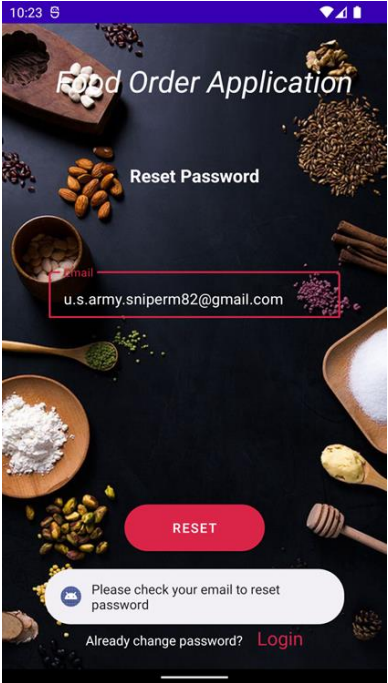 10:23
Food Order Application
Reset Password
Email
u.s.army.sniperm82@gmail.com
RESET
Please check your email to reset
password
Already change password? Login